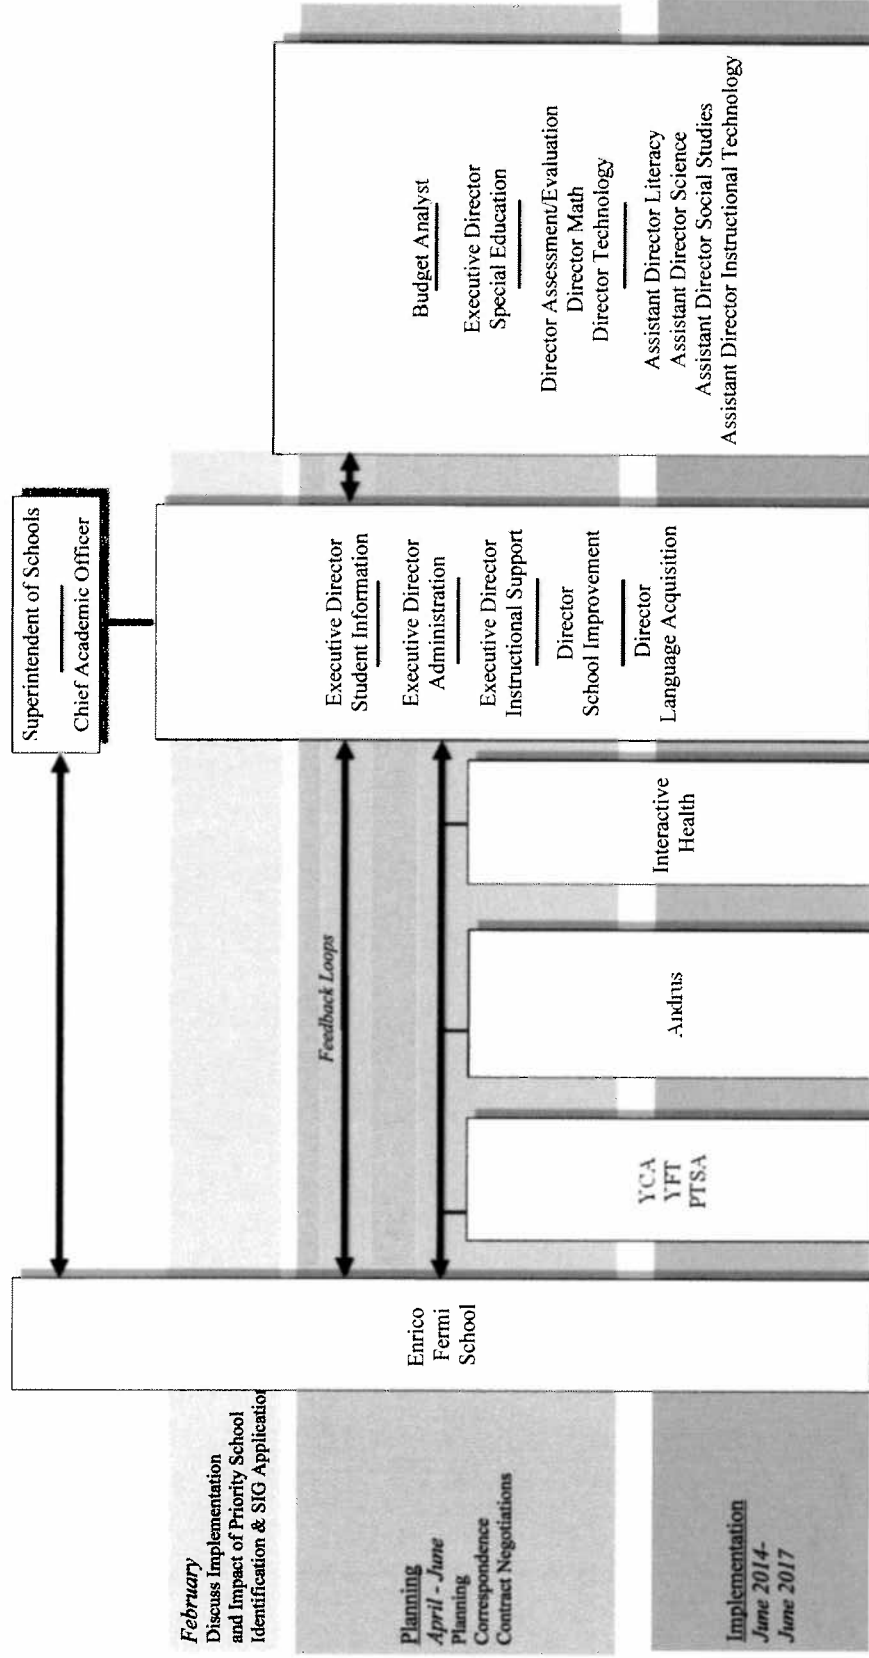 Superintendent of Schools
Chief Academic Officer
February
Discuss Implementation
and Impact of Priority School
Identification & SIG Application
Planning
April - June
Planning
Correspondence
Contract Negotiations
Implementation
June 2014-
June 2017
Enrico
Fermi
School
Feedback Loops
YCA
YFT
PTSA
Andrus
Interactive
Health
Executive Director
Student Information
Executive Director
Administration
Executive Director
Instructional Support
Director
School Improvement
Director
Language Acquisition
Budget Analyst
Executive Director
Special Education
Director Assessment/Evaluation
Director Math
Director Technology
Assistant Director Literacy
Assistant Director Science
Assistant Director Social Studies
Assistant Director Instructional Technology